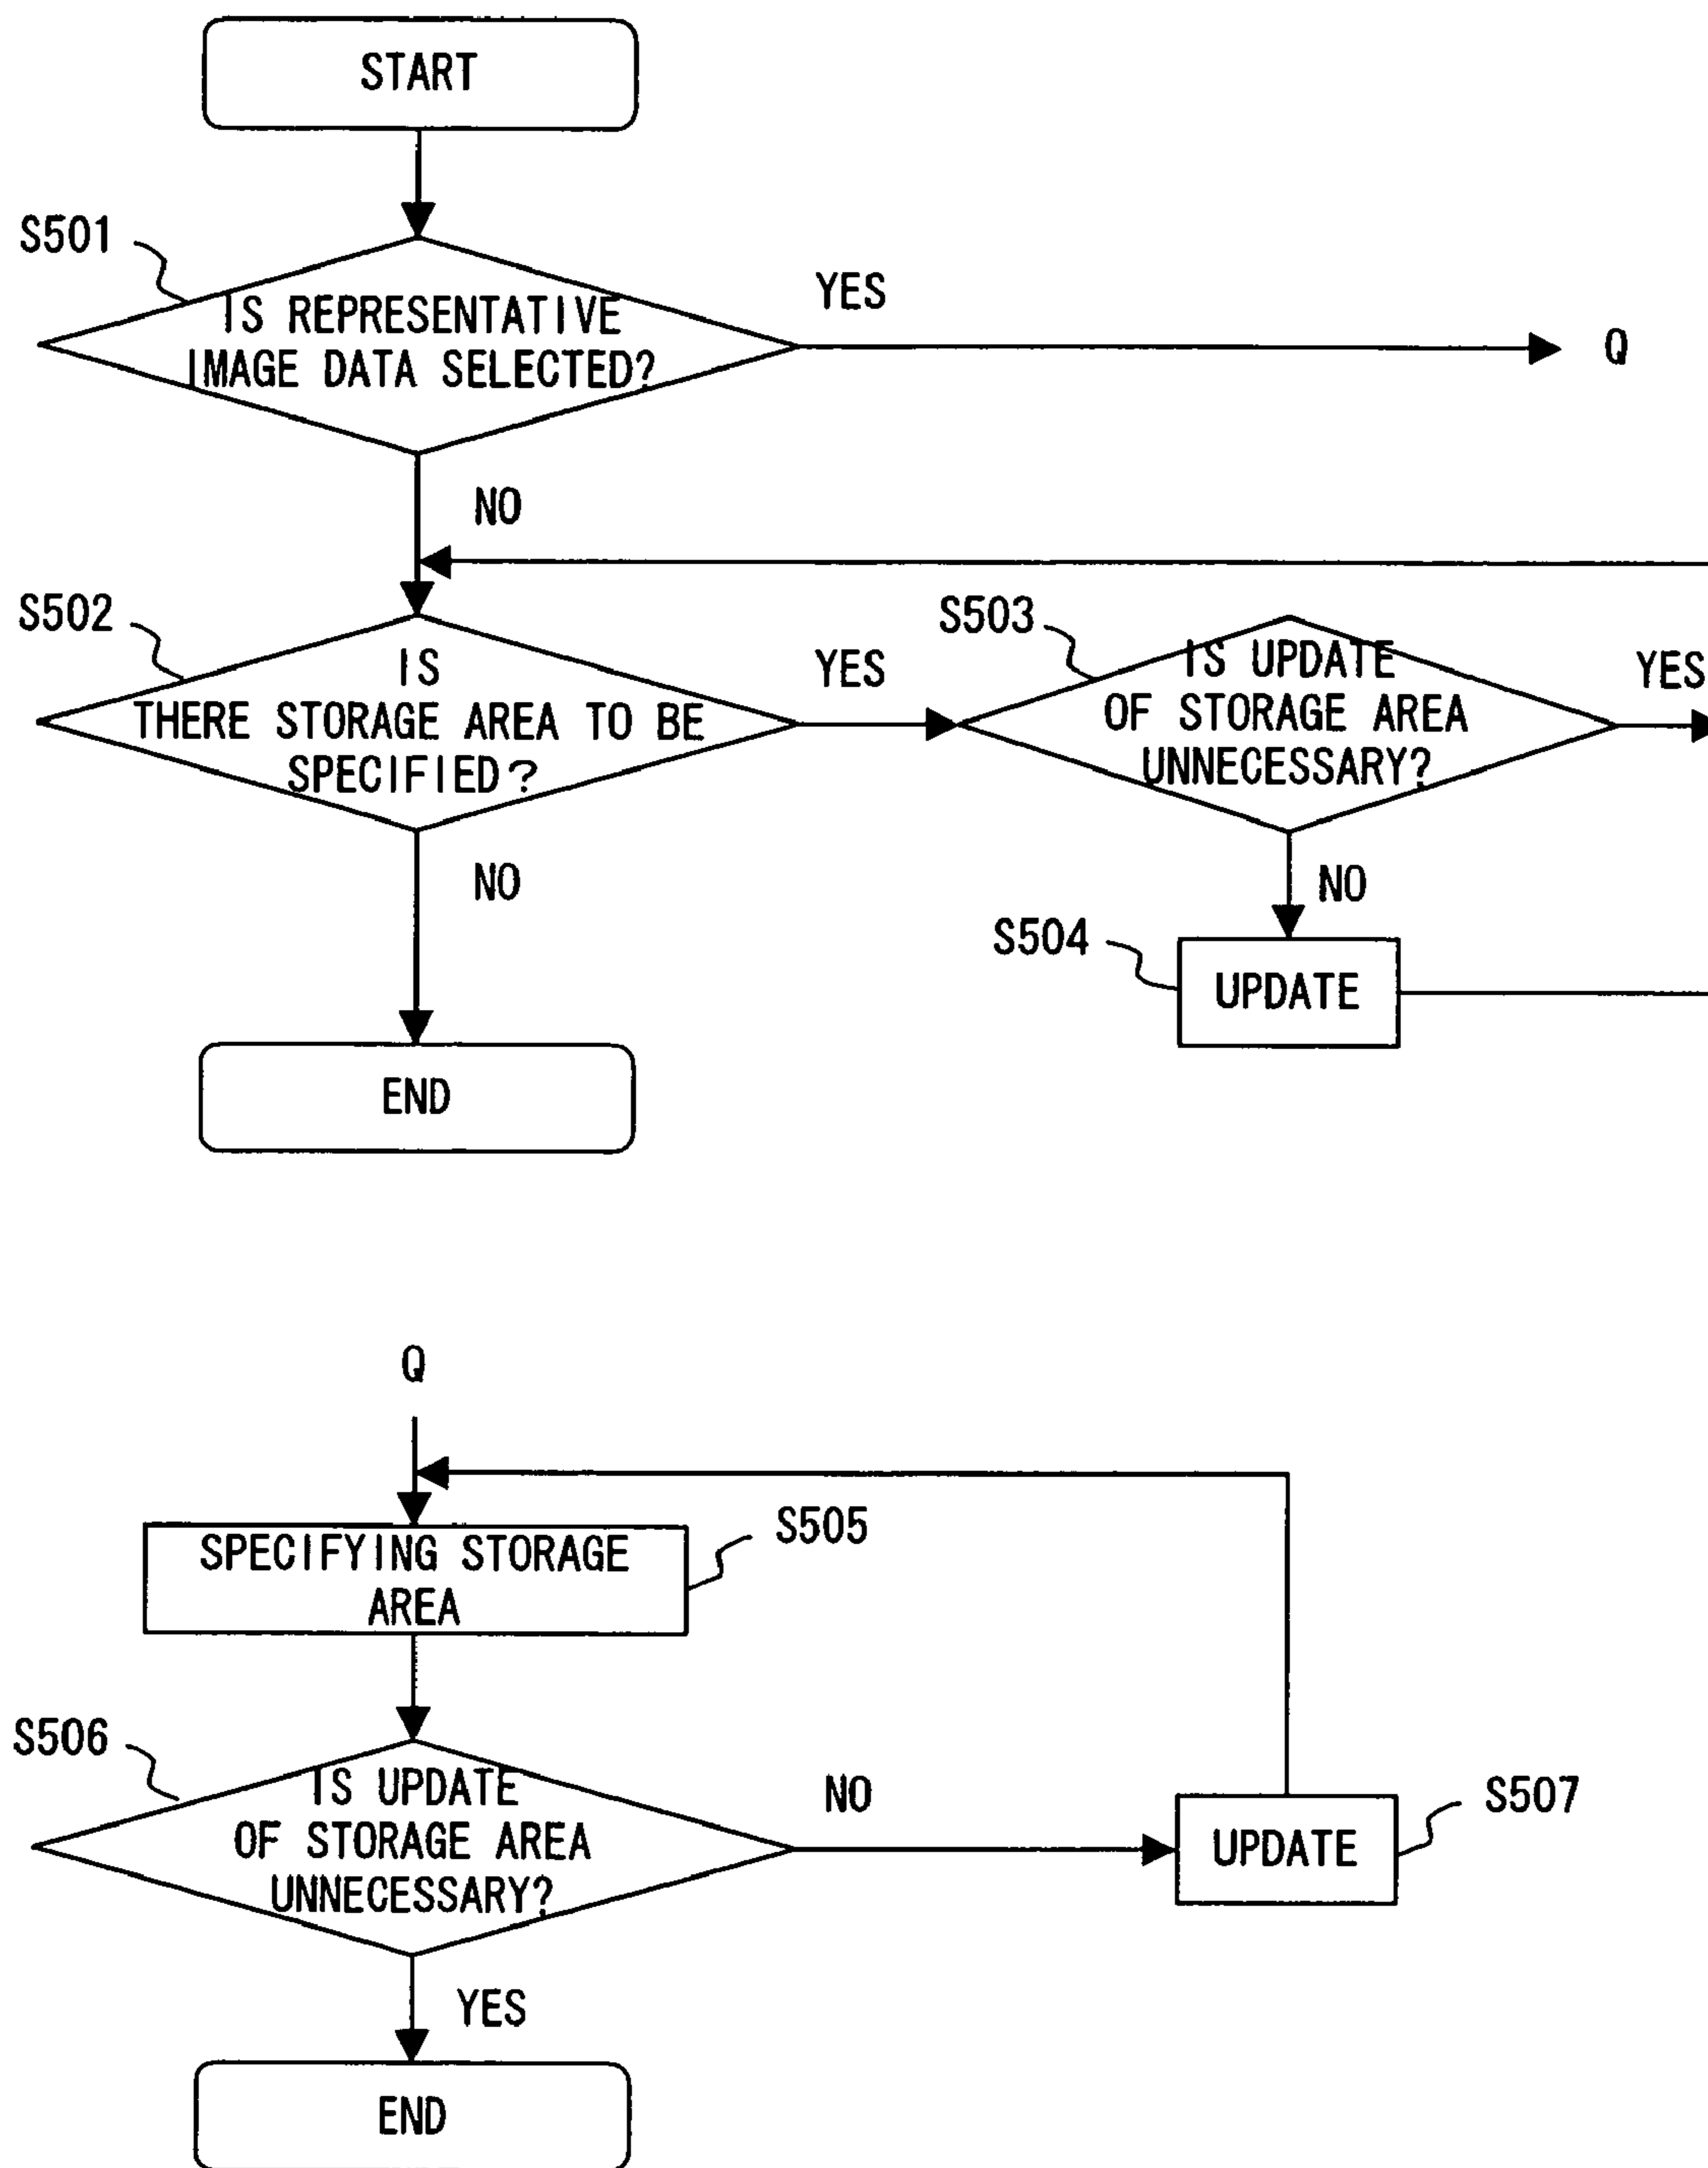 START
S501
IS REPRESENTATIVE
IMAGE DATA SELECTED?
YES
Q
NO
S502
IS
THERE STORAGE AREA TO BE
SPECIFIED?
YES
S503
IS UPDATE
OF STORAGE AREA
UNNECESSARY?
YES
NO
NO
S504
UPDATE
END
Q
SPECIFYING STORAGE
AREA
S505
S506
IS UPDATE
OF STORAGE AREA
UNNECESSARY?
NO
UPDATE
S507
YES
END